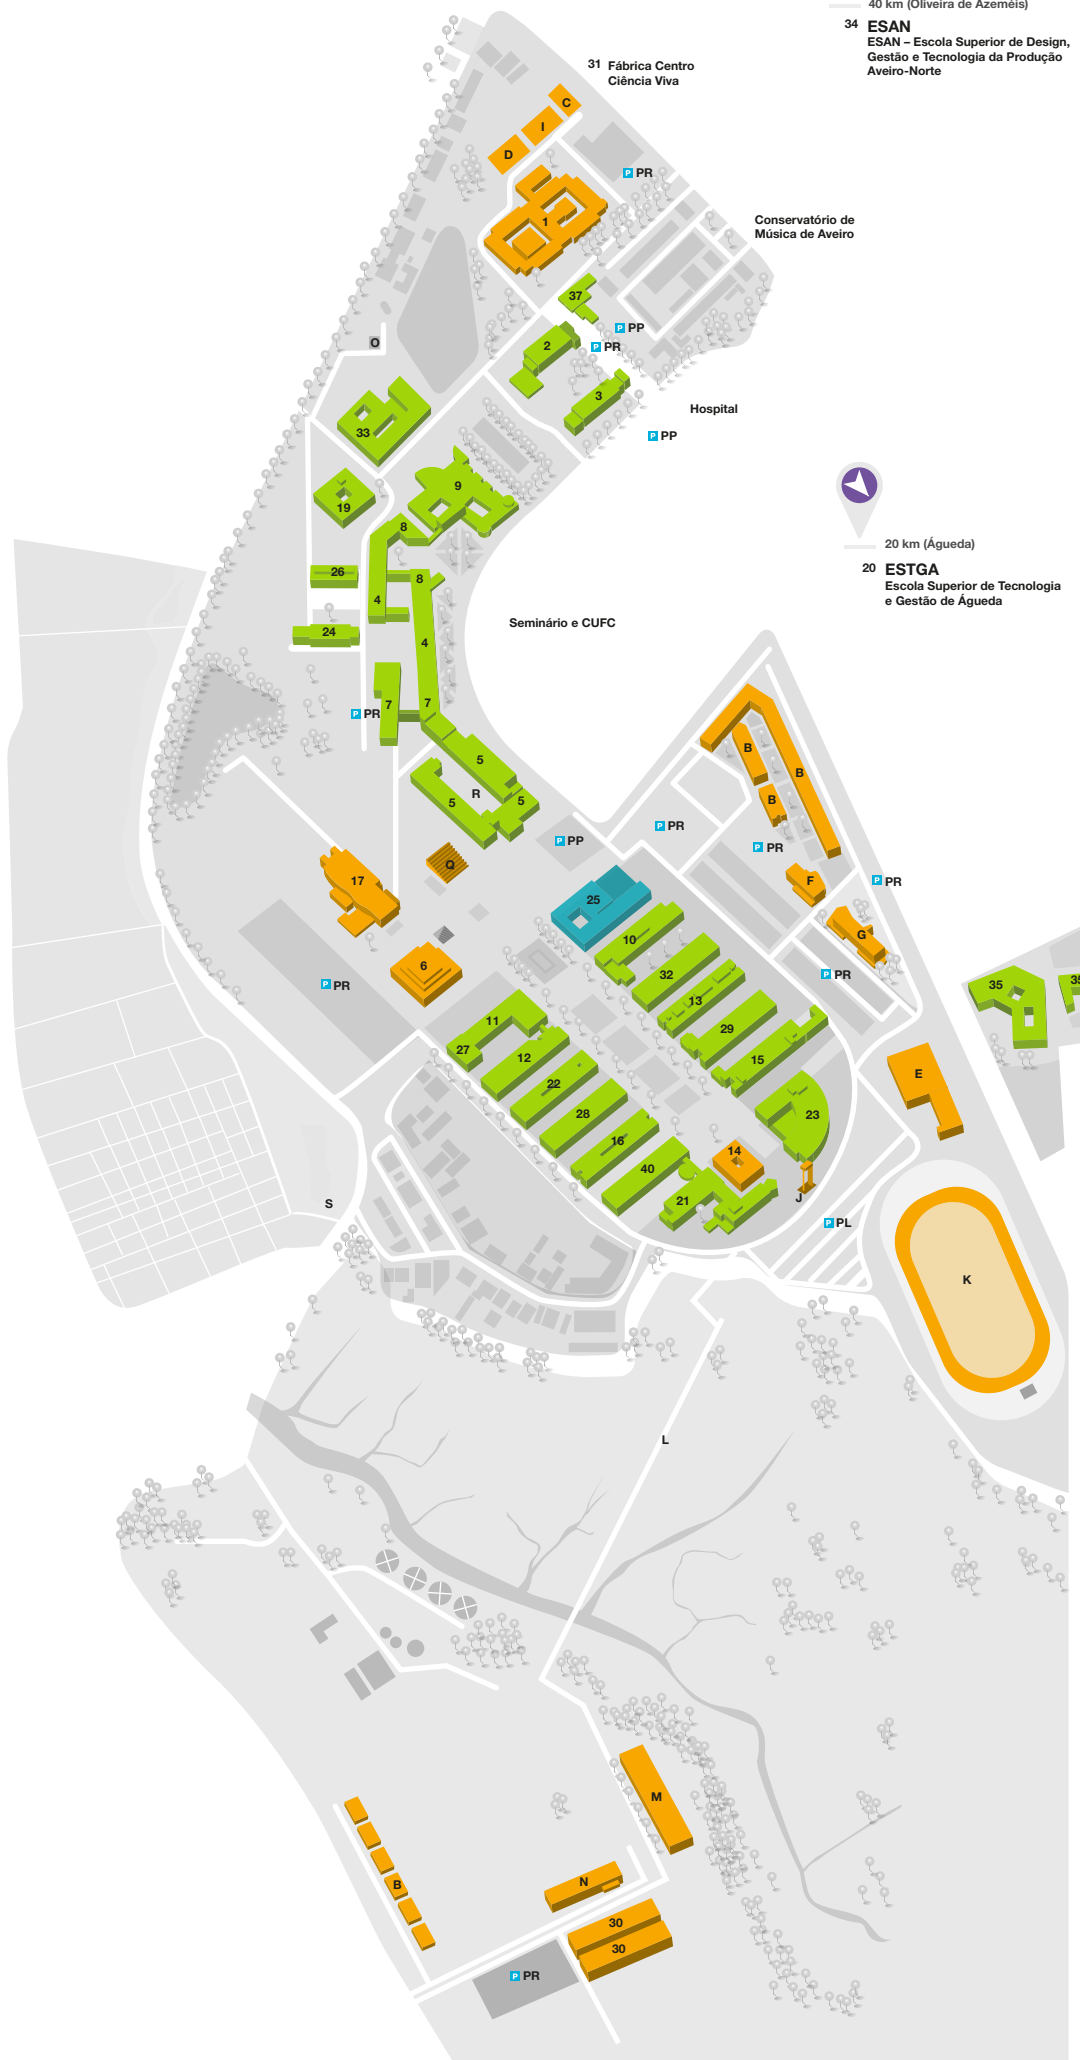 40 km (Oliveira de Azeméis)
34 ESAN
ESAN – Escola Superior de Design,
Gestão e Tecnologia da Produção
Aveiro-Norte
31 Fábrica Centro
Ciência Viva
C
I
D
P PR
1
Conservatório de
Música de Aveiro
37
P PP
O
2
P PR
3
Hospital
33
P PP
9
19
8
20 km (Águeda)
20 ESTGA
Escola Superior de Tecnologia
e Gestão de Águeda
26
8
4
Seminário e CUFC
24
4
7
7
P PR
B
5
B
R
5
5
B
P PR
P PP
P PR
Q
17
F
P PR
25
G
10
6
32
P PR
P PR
35
35
13
11
29
27
12
15
E
22
28
23
16
14
40
J
21
S
P PL
K
L
M
N
B
30
30
P PR